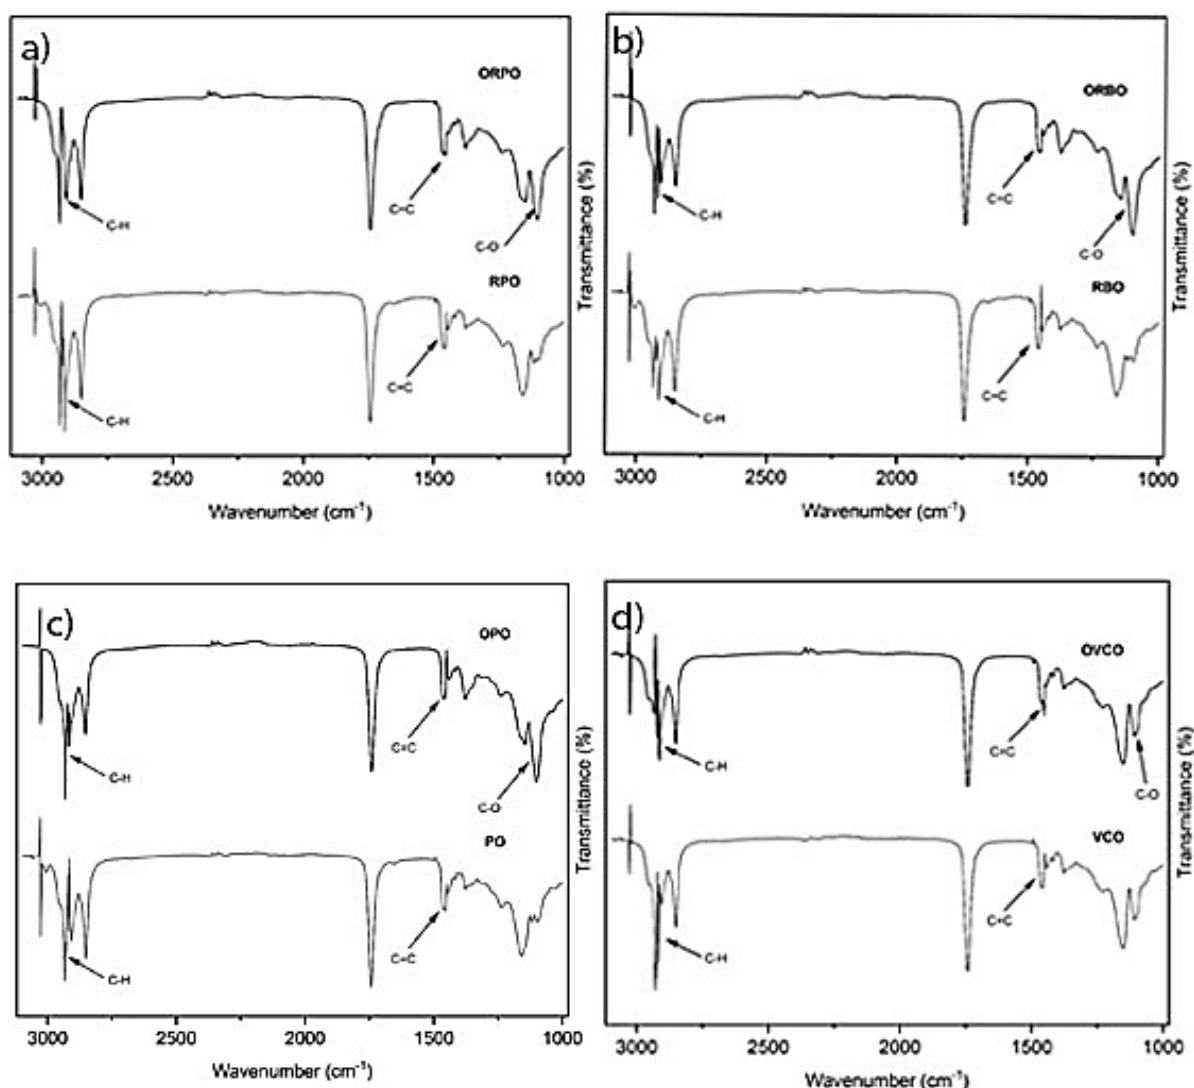 a)
ORPO
C=C
C-H
C-O
RPO
C=C
C-H
3000 2500 2000 1500 1000
Wavenumber (cm⁻¹)
Transmittance (%)
b)
ORBO
C=C
C-H
C-O
RBO
C=C
C-H
3000 2500 2000 1500 1000
Wavenumber (cm⁻¹)
Transmittance (%)
c)
OPO
C=C
C-H
C-O
PO
C=C
C-H
3000 2500 2000 1500 1000
Wavenumber (cm⁻¹)
Transmittance (%)
d)
OVCO
C=C
C-H
C-O
VCO
C=C
C-H
3000 2500 2000 1500 1000
Wavenumber (cm⁻¹)
Transmittance (%)